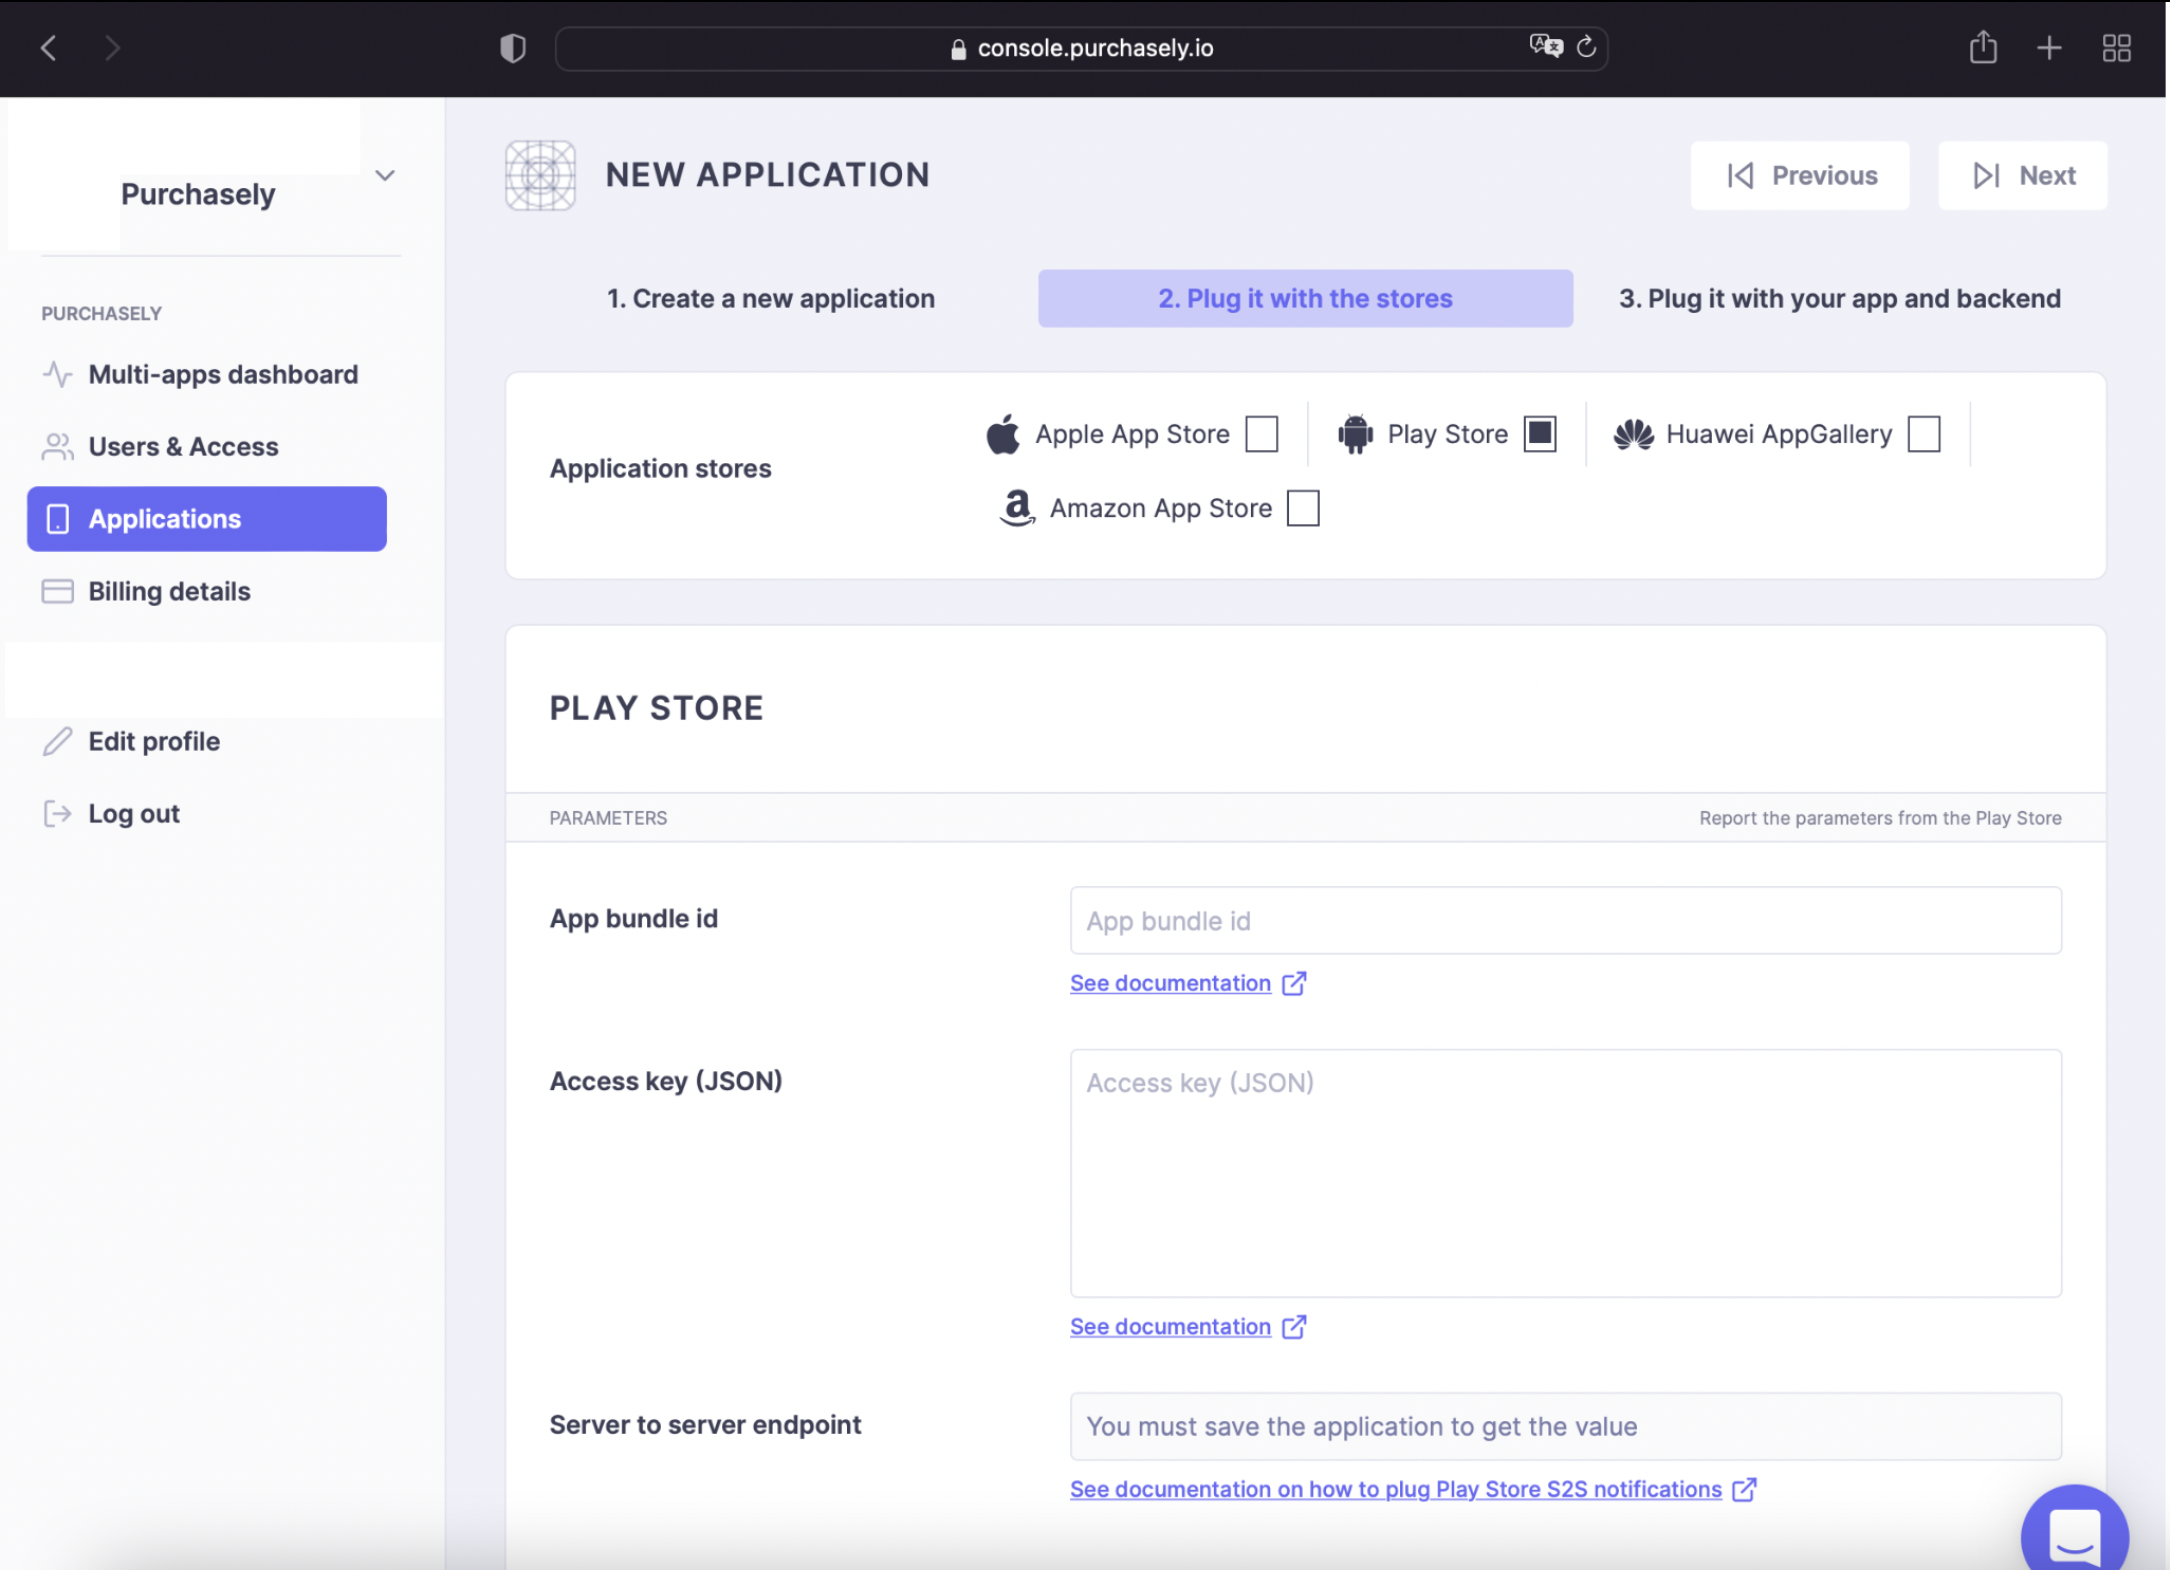 console.purchasely.io
Purchasely
PURCHASELY
Multi-apps dashboard
Users & Access
Applications
Billing details
Edit profile
Log out
NEW APPLICATION
Previous
Next
1. Create a new application
2. Plug it with the stores
3. Plug it with your app and backend
Application stores
Apple App Store
Play Store
Huawei AppGallery
Amazon App Store
PLAY STORE
PARAMETERS
Report the parameters from the Play Store
App bundle id
App bundle id
See documentation
Access key (JSON)
Access key (JSON)
See documentation
Server to server endpoint
You must save the application to get the value
See documentation on how to plug Play Store S2S notifications